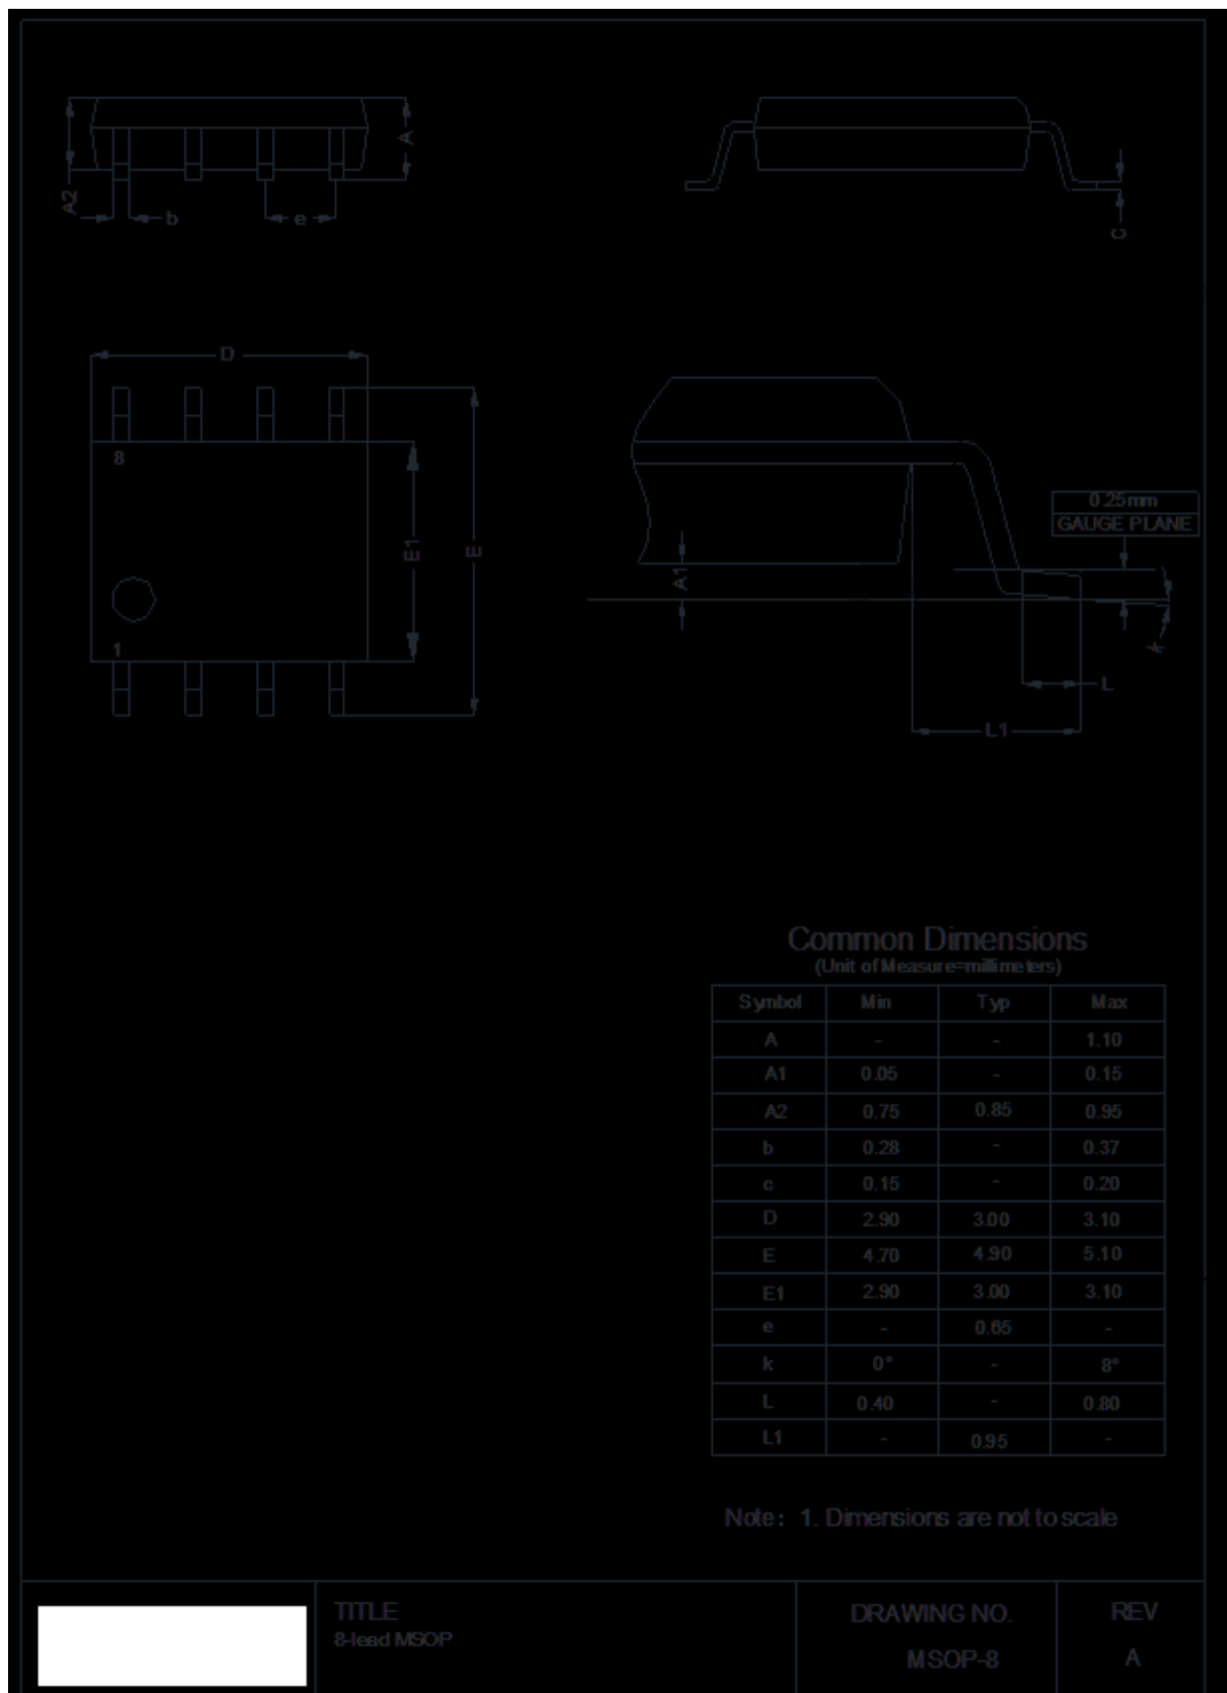 A
A2
b
e
c
D
8
E1
E
1
0.25mm
GAUGE PLANE
A1
k
L
L1
Common Dimensions
(Unit of Measure=millimeters)
Symbol Min Typ Max
A - - 1.10
A1 0.05 - 0.15
A2 0.75 0.85 0.95
b 0.28 - 0.37
c 0.15 - 0.20
D 2.90 3.00 3.10
E 4.70 4.90 5.10
E1 2.90 3.00 3.10
e - 0.65 -
k 0° - 8°
L 0.40 - 0.80
L1 - 0.95 -
Note: 1. Dimensions are not to scale
TITLE
8-lead MSOP
DRAWING NO.
MSOP-8
REV
A